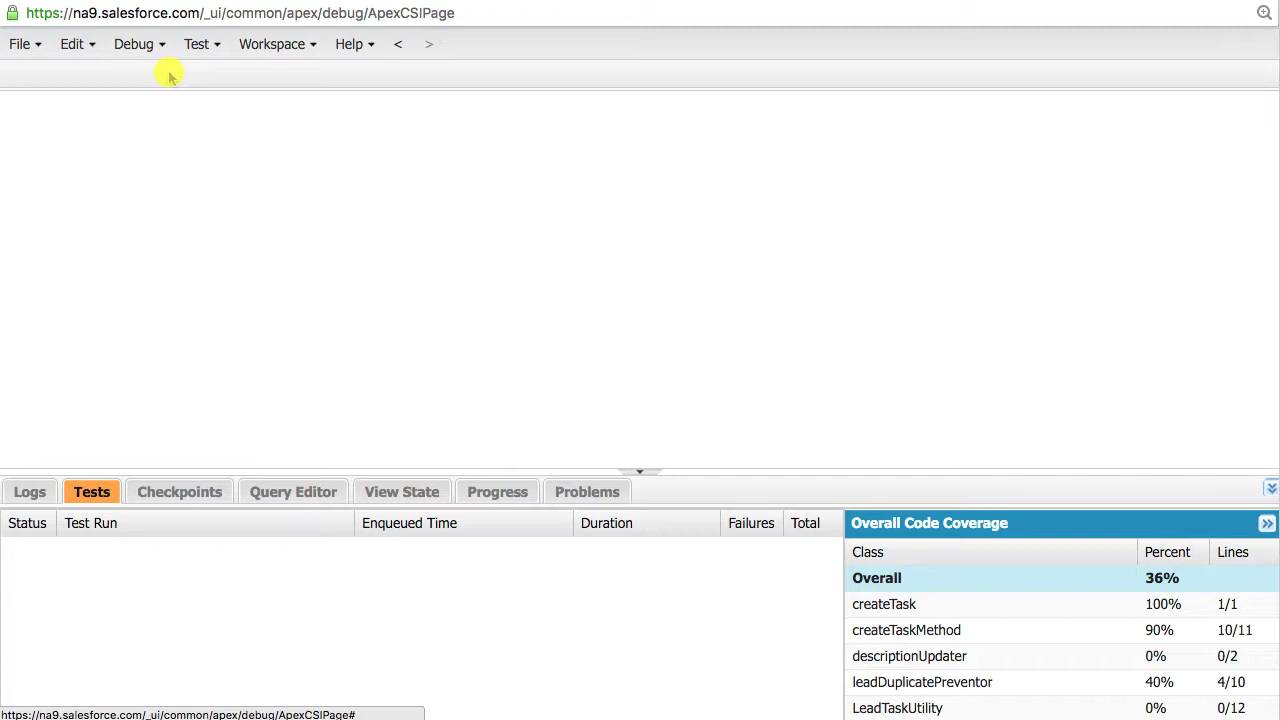 https://na9.salesforce.com/_ui/common/apex/debug/ApexCSIPage
File Edit Debug Test Workspace Help < >
Logs Tests Checkpoints Query Editor View State Progress Problems
Status Test Run Enqueued Time Duration Failures Total
Overall Code Coverage
Class Percent Lines
Overall 36%
createTask 100% 1/1
createTaskMethod 90% 10/11
descriptionUpdater 0% 0/2
leadDuplicatePreventor 40% 4/10
LeadTaskUtility 0% 0/12
https://na9.salesforce.com/_ui/common/apex/debug/ApexCSIPage#